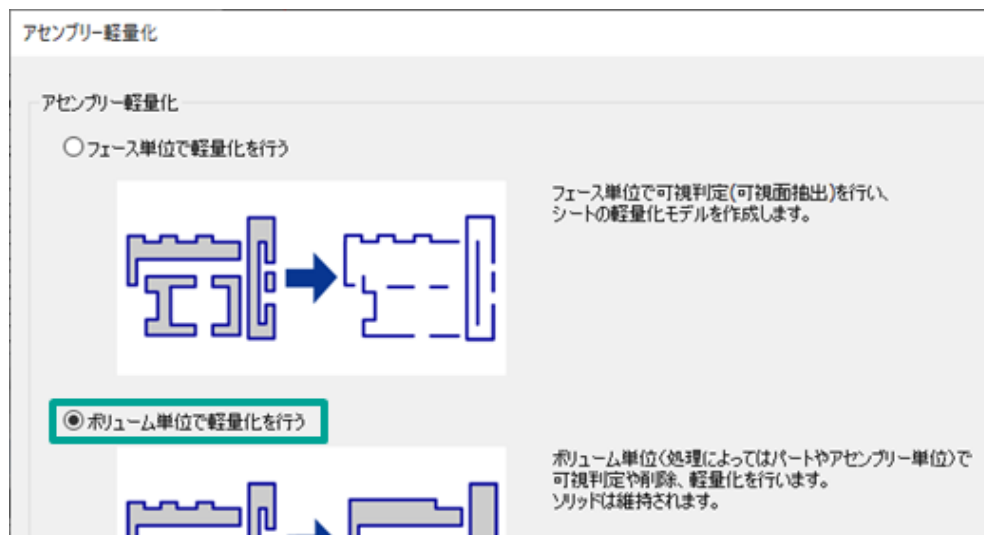 アセンブリー軽量化
アセンブリー軽量化
フェース単位で軽量化を行う
フェース単位で可視判定(可視面抽出)を行い、
シートの軽量化モデルを作成します。
ボリューム単位で軽量化を行う
ボリューム単位(処理によってはパートやアセンブリー単位)で
可視判定や削除、軽量化を行います。
ソリッドは維持されます。